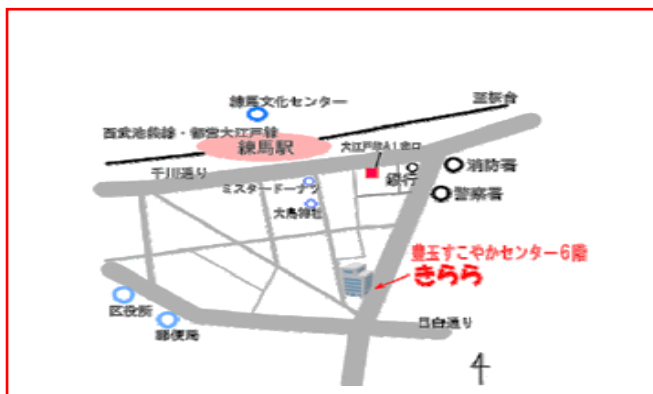 練馬文化センター
至桜台
西武池袋線・都営大江戸線
練馬駅
大江戸線A1出口
千川通り
ミスタードーナツ
銀行
消防署
大鳥神社
警察署
豊玉すこやかセンター6階
きらら
区役所
郵便局
目白通り